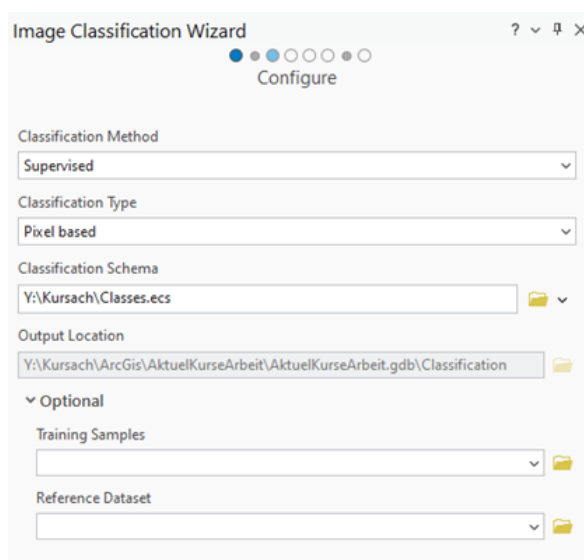 Image Classification Wizard
Configure
Classification Method
Supervised
Classification Type
Pixel based
Classification Schema
Y:\Kursach\Classes.ecs
Output Location
Y:\Kursach\ArcGis\AktuelKurseArbeit\AktuelKurseArbeit.gdb\Classification
Optional
Training Samples
Reference Dataset